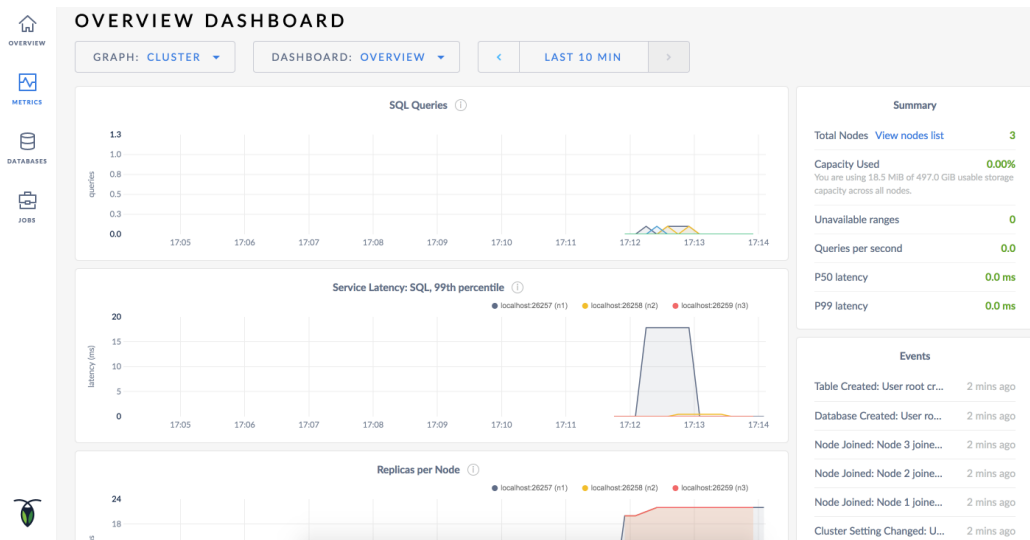 OVERVIEW DASHBOARD
OVERVIEW
METRICS
DATABASES
JOBS
GRAPH: CLUSTER
DASHBOARD: OVERVIEW
LAST 10 MIN
SQL Queries
queries
1.3
1.0
0.8
0.5
0.3
0.0
17:05 17:06 17:07 17:08 17:09 17:10 17:11 17:12 17:13 17:14
Service Latency: SQL, 99th percentile
localhost:26257 (n1) localhost:26258 (n2) localhost:26259 (n3)
latency (ms)
20
15
10
5
0
17:05 17:06 17:07 17:08 17:09 17:10 17:11 17:12 17:13 17:14
Replicas per Node
localhost:26257 (n1) localhost:26258 (n2) localhost:26259 (n3)
24
18
Summary
Total Nodes View nodes list 3
Capacity Used 0.00%
You are using 18.5 MiB of 497.0 GiB usable storage
capacity across all nodes.
Unavailable ranges 0
Queries per second 0.0
P50 latency 0.0 ms
P99 latency 0.0 ms
Events
Table Created: User root cr... 2 mins ago
Database Created: User ro... 2 mins ago
Node Joined: Node 3 joine... 2 mins ago
Node Joined: Node 2 joine... 2 mins ago
Node Joined: Node 1 joine... 2 mins ago
Cluster Setting Changed: U... 2 mins ago